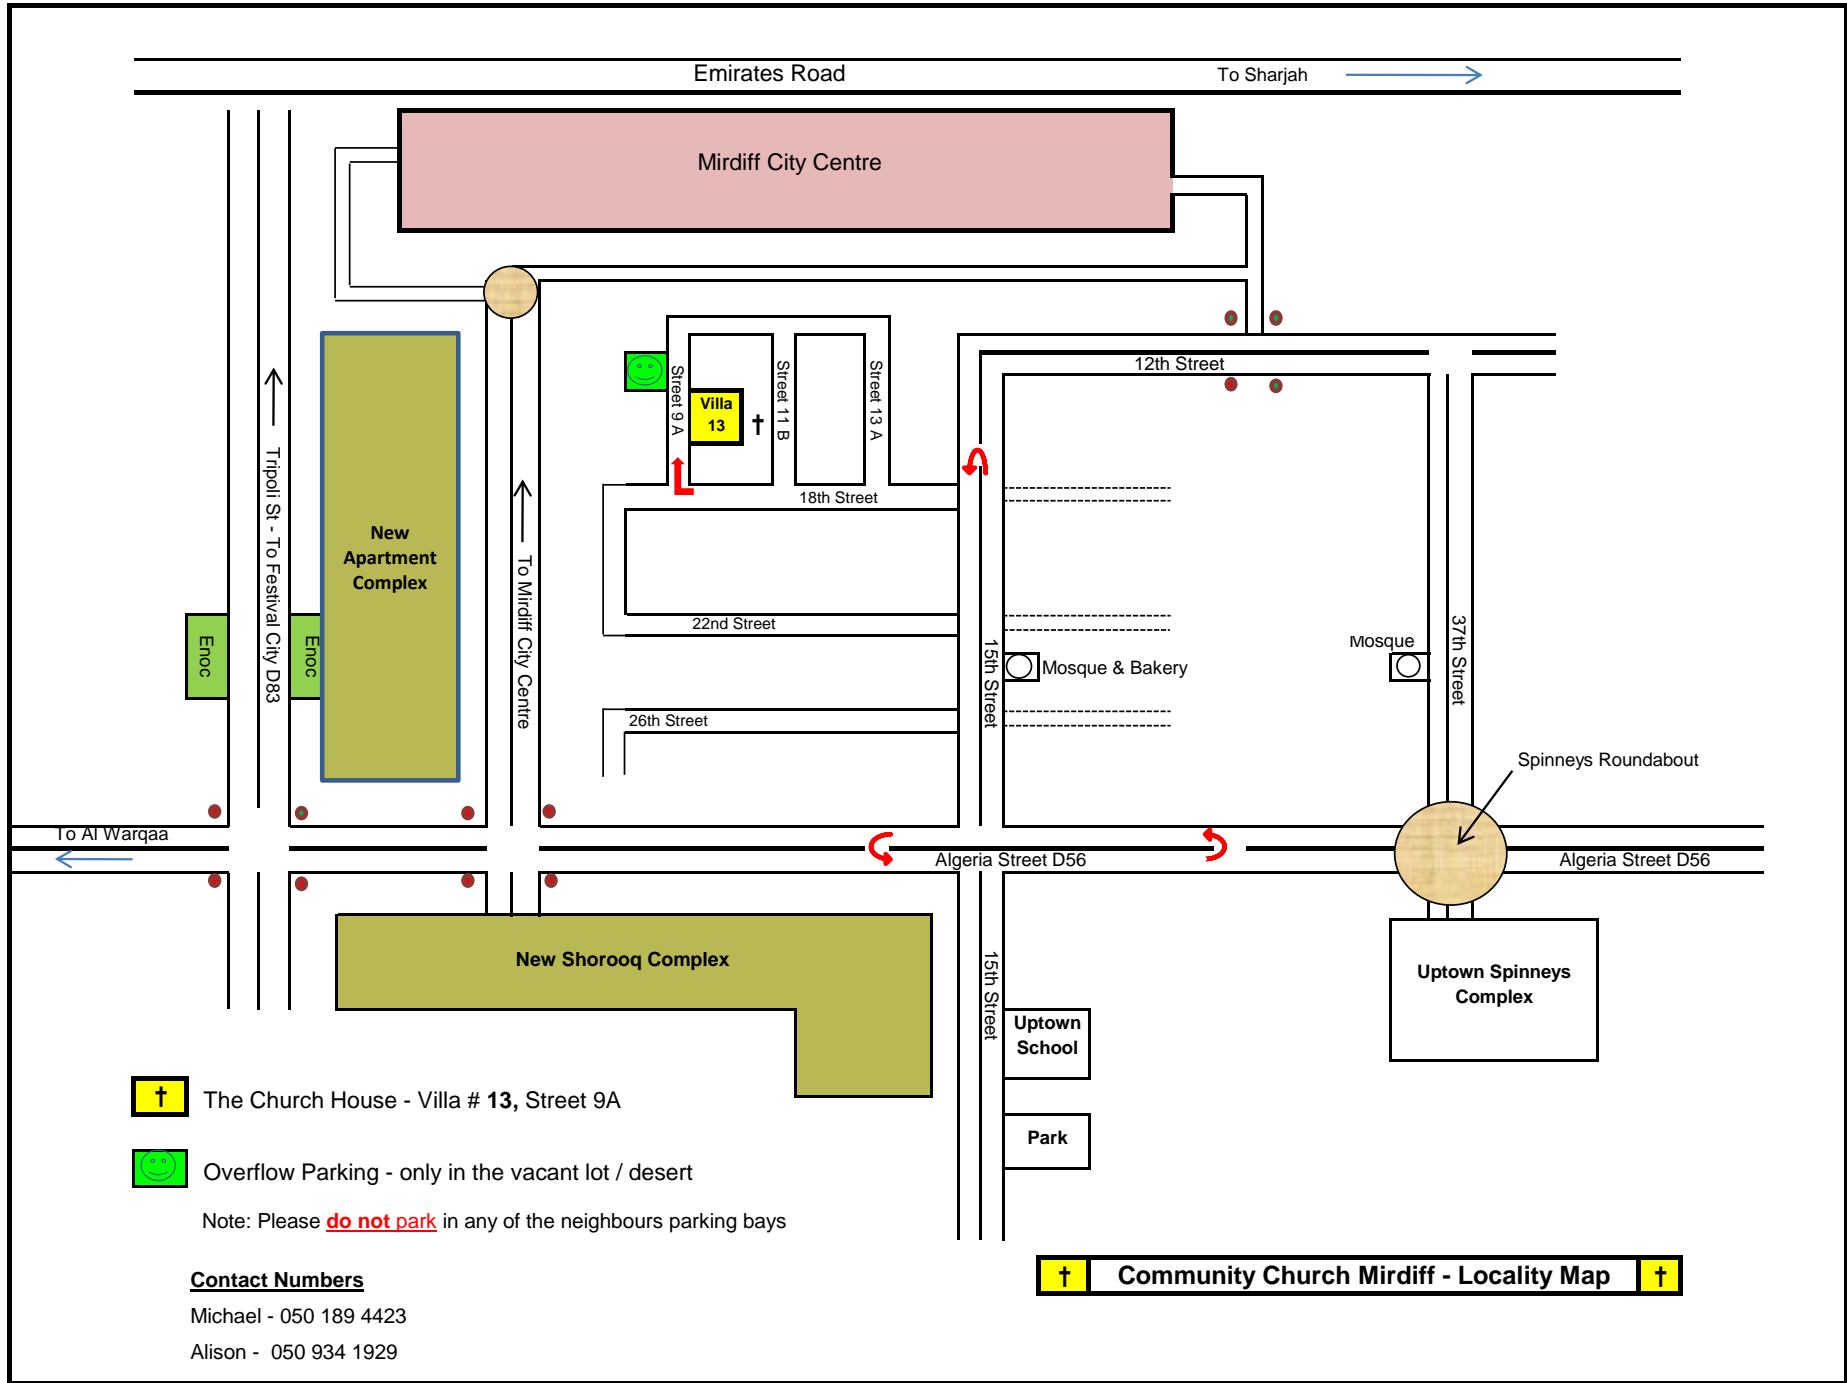 Emirates Road
To Sharjah
Mirdiff City Centre
12th Street
Street 9 A
Villa
13
†
Street 11 B
Street 13 A
18th Street
Tripoli St - To Festival City D83
New
Apartment
Complex
To Mirdiff City Centre
22nd Street
Enoc
Enoc
15th Street
Mosque & Bakery
Mosque
37th Street
26th Street
Spinneys Roundabout
To Al Warqaa
Algeria Street D56
Algeria Street D56
New Shorooq Complex
15th Street
Uptown Spinneys
Complex
Uptown
School
Park
† The Church House - Villa # 13, Street 9A
Overflow Parking - only in the vacant lot / desert
Note: Please do not park in any of the neighbours parking bays
Contact Numbers
Michael - 050 189 4423
Alison - 050 934 1929
† Community Church Mirdiff - Locality Map †